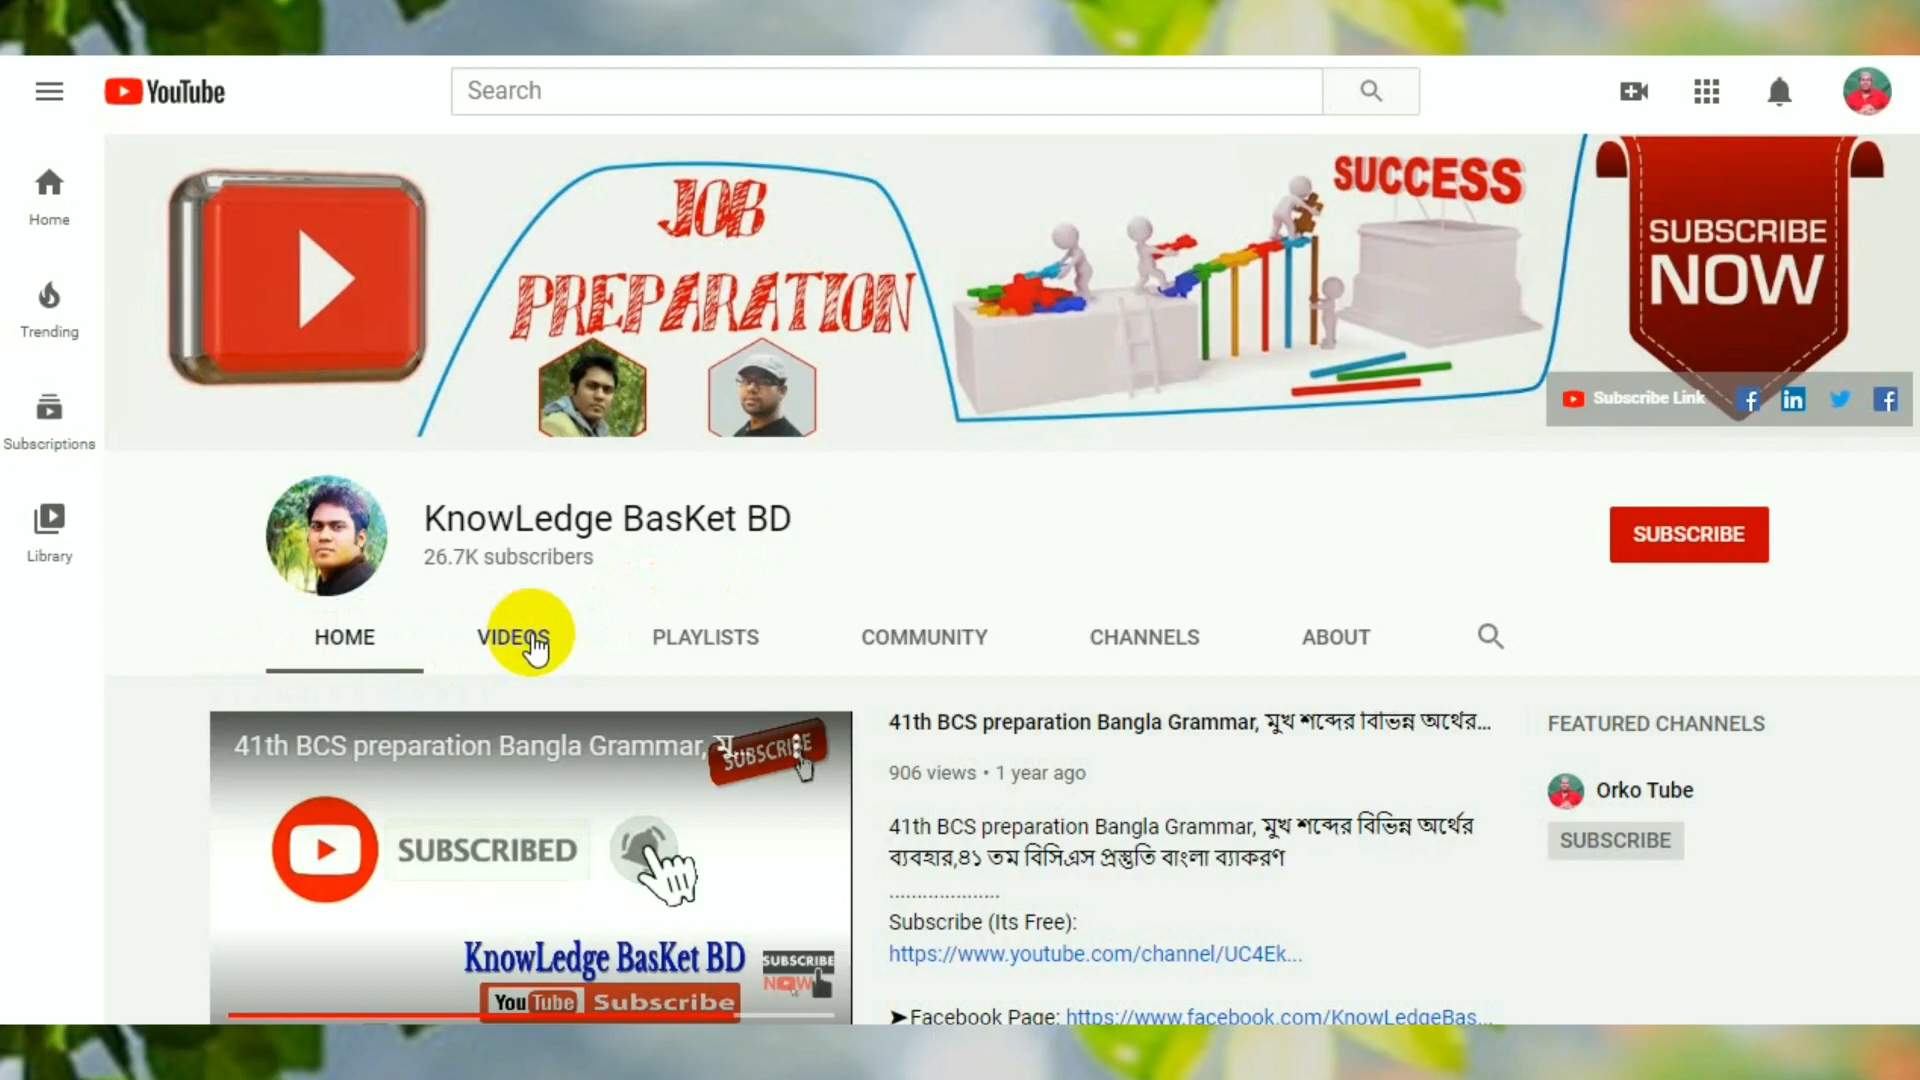 YouTube
Search
Home
Trending
Subscriptions
Library
JOB
PREPARATION
SUCCESS
SUBSCRIBE
NOW
Subscribe Link
KnowLedge BasKet BD
26.7K subscribers
SUBSCRIBE
HOME
VIDEOS
PLAYLISTS
COMMUNITY
CHANNELS
ABOUT
41th BCS preparation Bangla Grammar, মু...
SUBSCRIBE
SUBSCRIBED
KnowLedge BasKet BD
SUBSCRIBE
NOW
YouTube Subscribe
41th BCS preparation Bangla Grammar, মুখ শব্দের বিভিন্ন অর্থের...
906 views • 1 year ago
41th BCS preparation Bangla Grammar, মুখ শব্দের বিভিন্ন অর্থের
ব্যবহার,৪১ তম বিসিএস প্রস্তুতি বাংলা ব্যাকরণ
....................
Subscribe (Its Free):
https://www.youtube.com/channel/UC4Ek...
➤Facebook Page: https://www.facebook.com/KnowLedgeBas...
FEATURED CHANNELS
Orko Tube
SUBSCRIBE